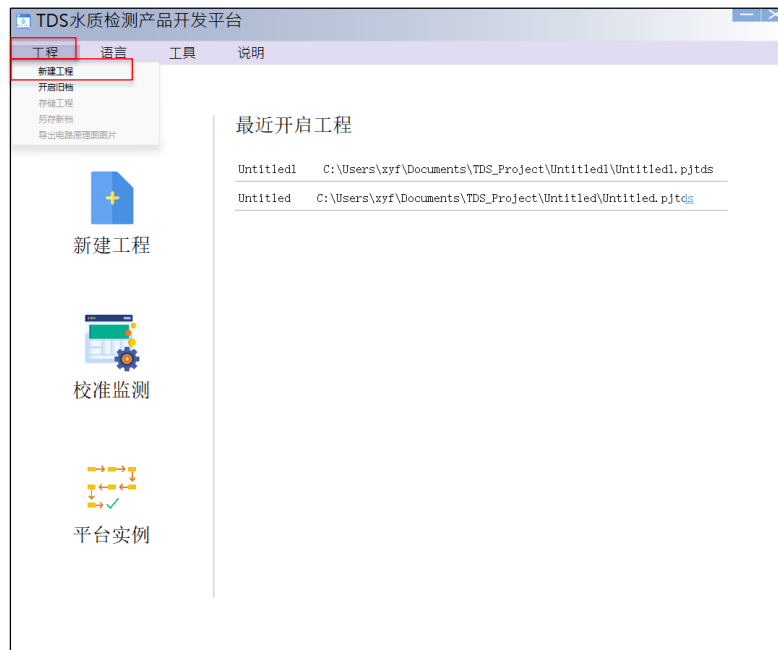 TDS水质检测产品开发平台
工程 语言 工具 说明
新建工程
开启旧档
存储工程
另存新档
导出电路原理图图片
最近开启工程
Untitled1 C:\Users\xyf\Documents\TDS_Project\Untitled1\Untitled1.pjtds
Untitled C:\Users\xyf\Documents\TDS_Project\Untitled\Untitled.pjtds
新建工程
校准监测
平台实例